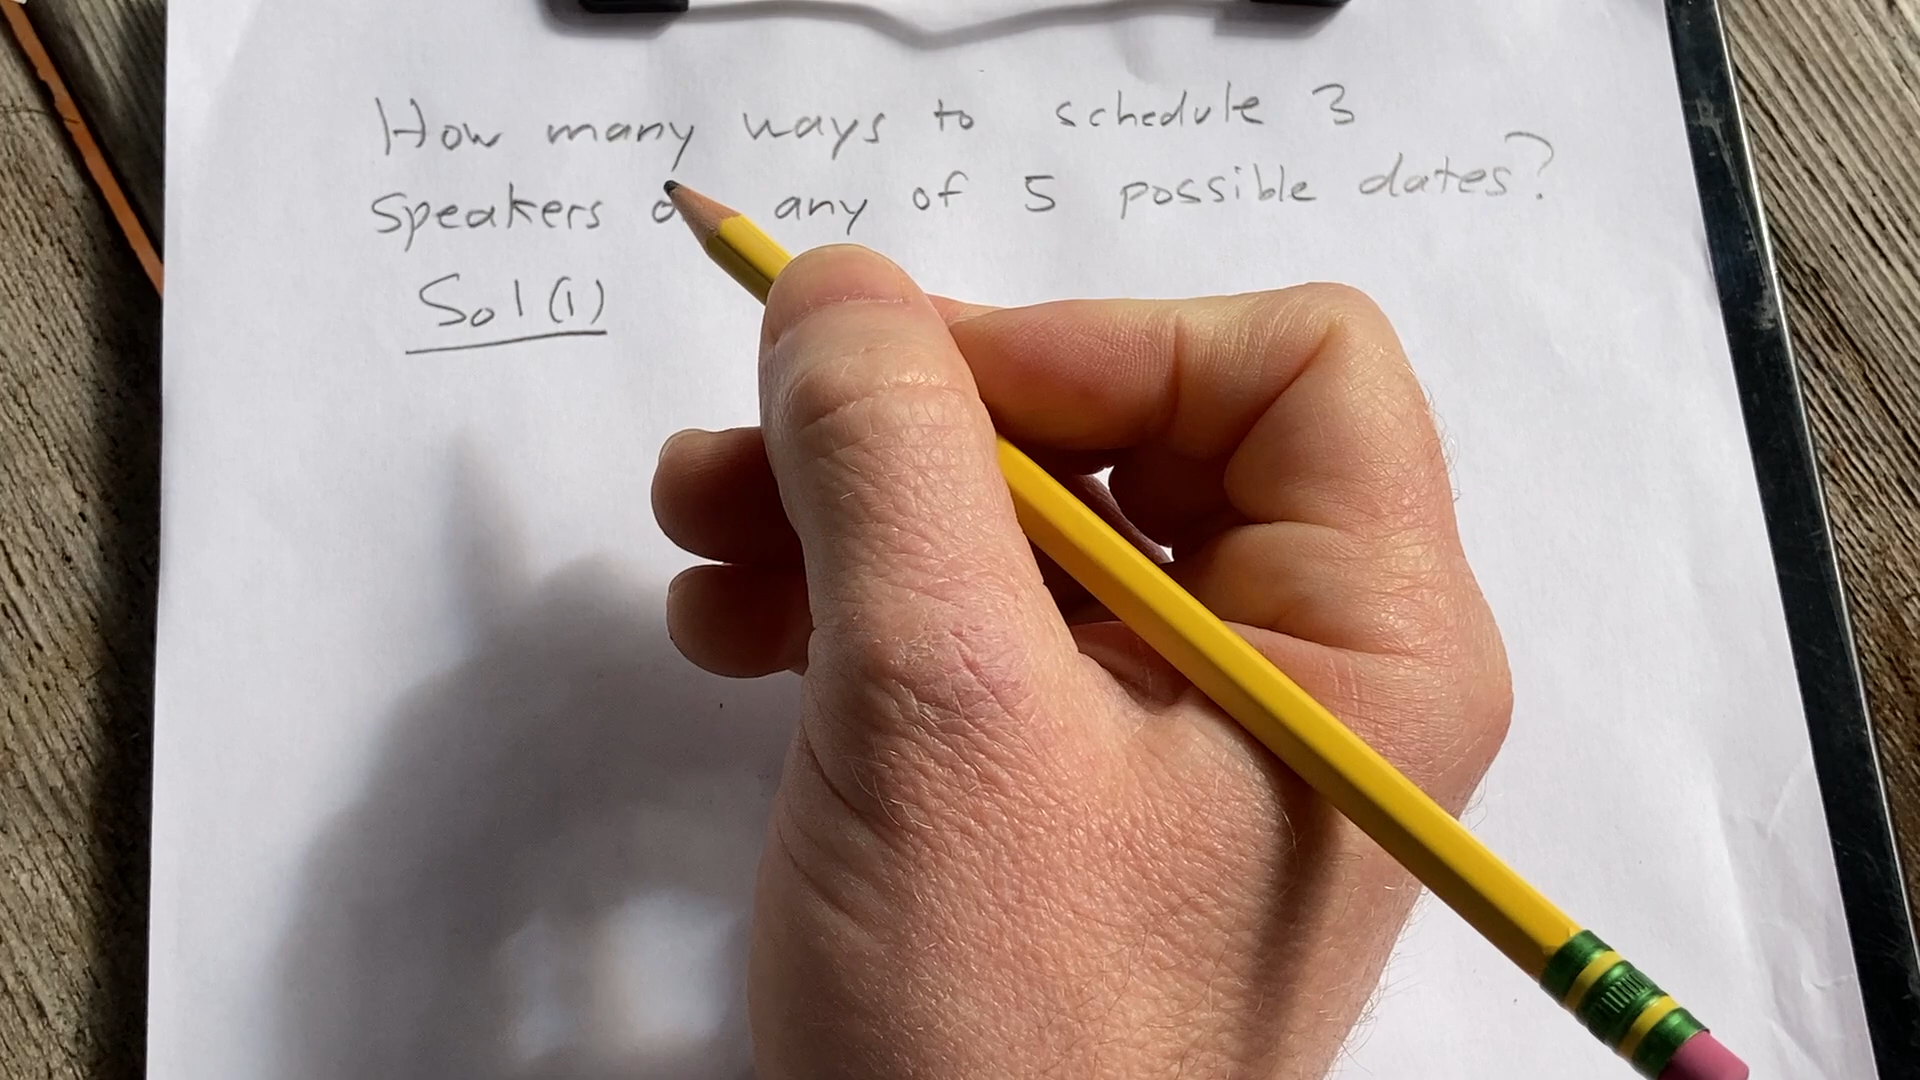 How many ways to schedule 3
speakers any of 5 possible dates?
Sol (1)